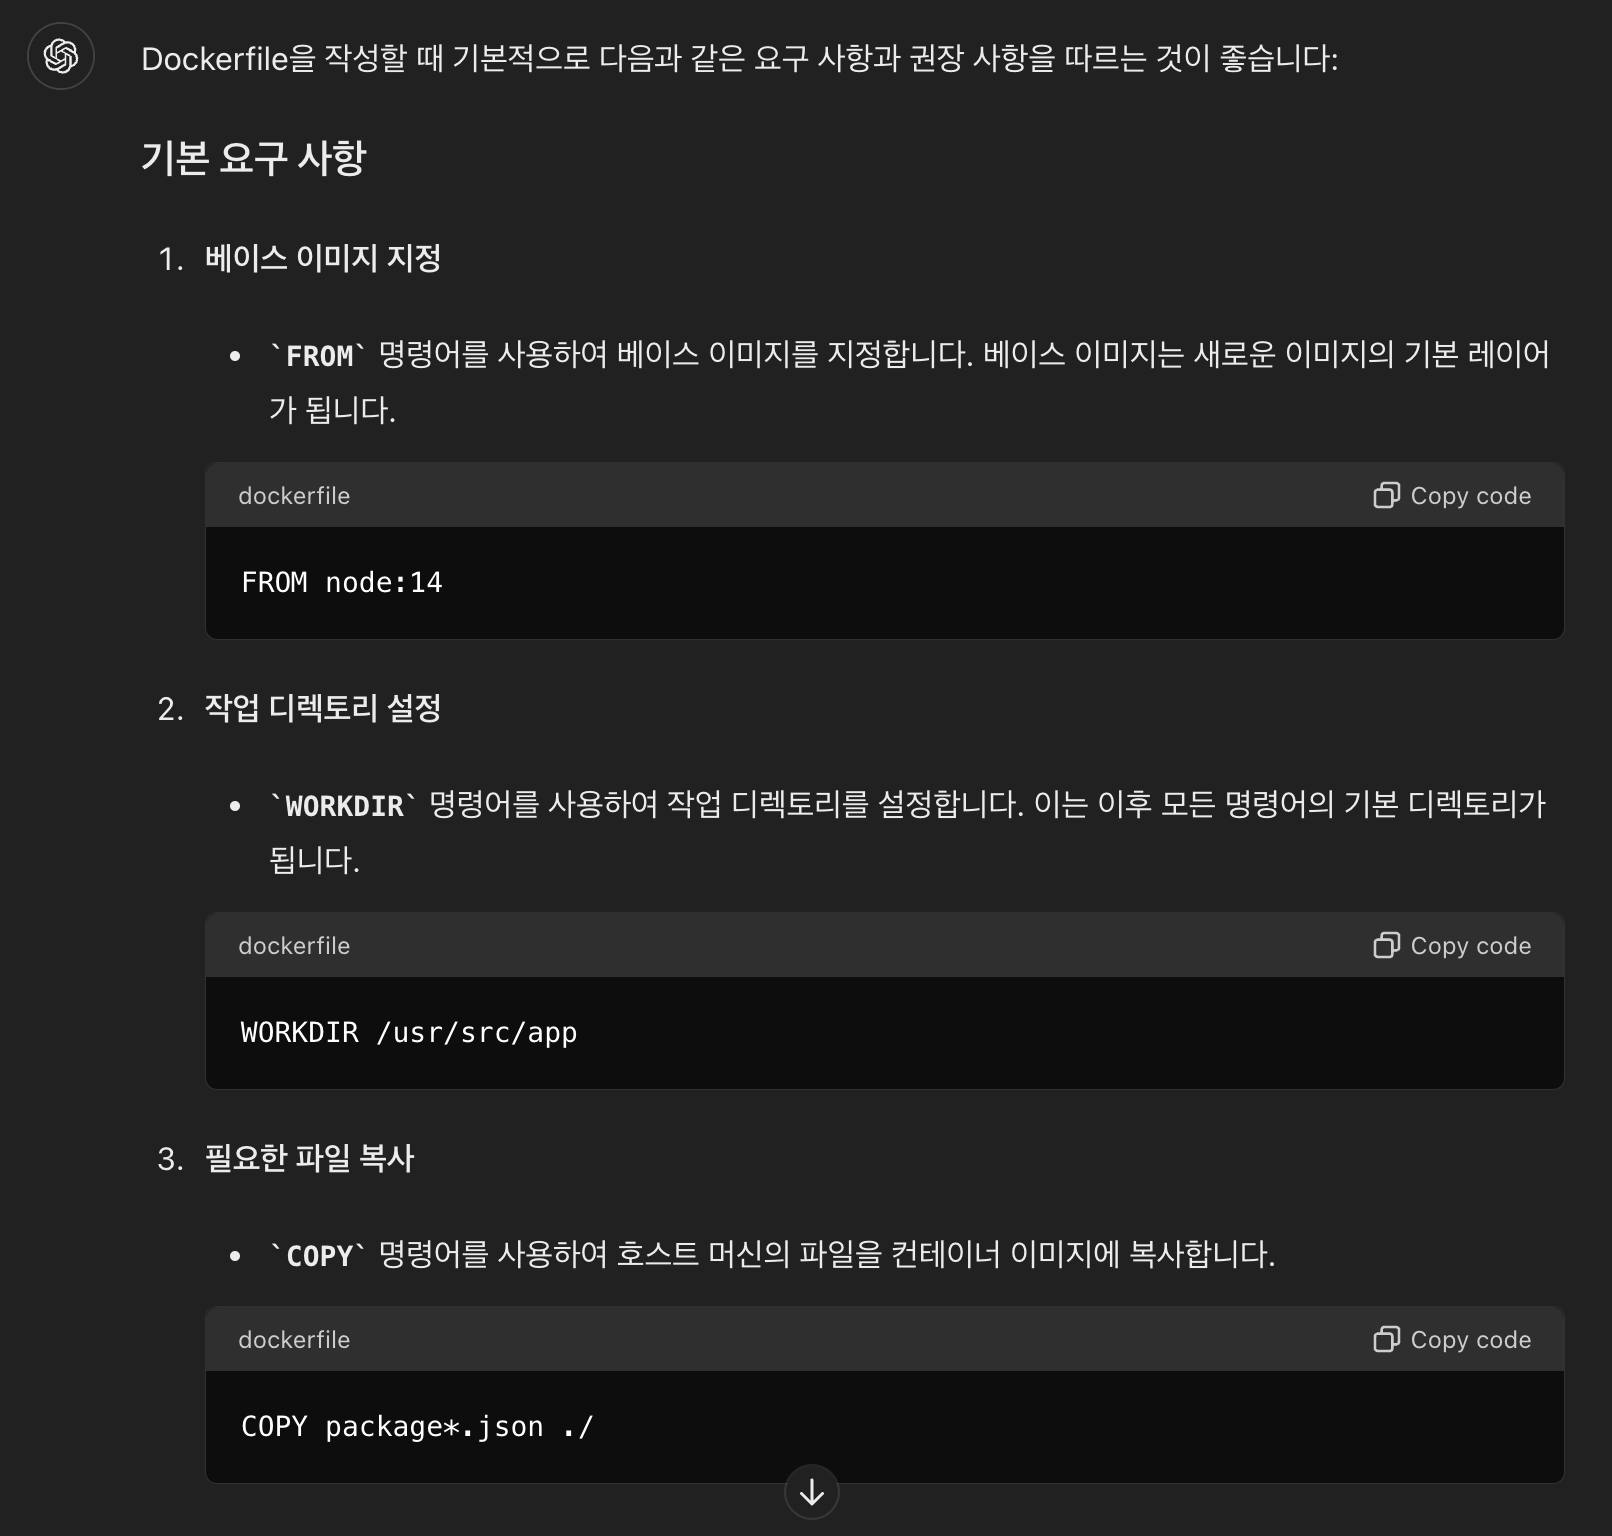 Dockerfile을 작성할 때 기본적으로 다음과 같은 요구 사항과 권장 사항을 따르는 것이 좋습니다:
기본 요구 사항
1. 베이스 이미지 지정
• `FROM` 명령어를 사용하여 베이스 이미지를 지정합니다. 베이스 이미지는 새로운 이미지의 기본 레이어
가 됩니다.
dockerfile Copy code
FROM node:14
2. 작업 디렉토리 설정
• `WORKDIR` 명령어를 사용하여 작업 디렉토리를 설정합니다. 이는 이후 모든 명령어의 기본 디렉토리가
됩니다.
dockerfile Copy code
WORKDIR /usr/src/app
3. 필요한 파일 복사
• `COPY` 명령어를 사용하여 호스트 머신의 파일을 컨테이너 이미지에 복사합니다.
dockerfile Copy code
COPY package*.json ./